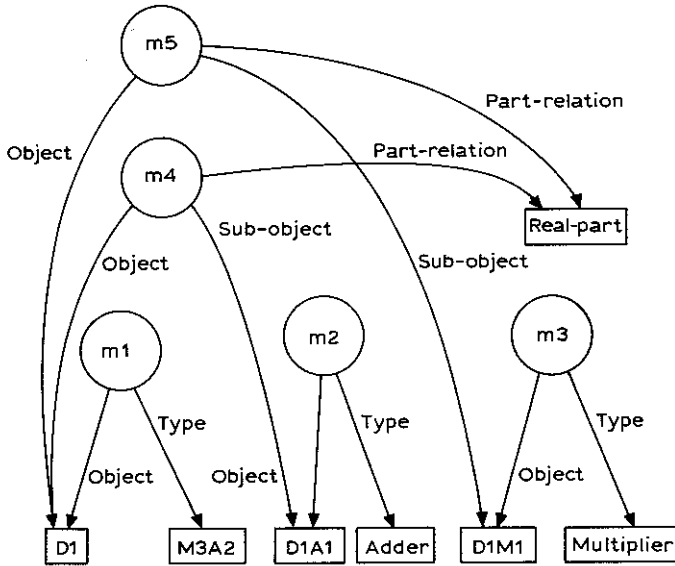 m5
Part-relation
Object
Part-relation
m4
Sub-object
Real-part
Object
Sub-object
m1
m2
m3
Type
Type
Type
Object
Object
Object
D1
M3A2
D1A1
Adder
D1M1
Multiplier